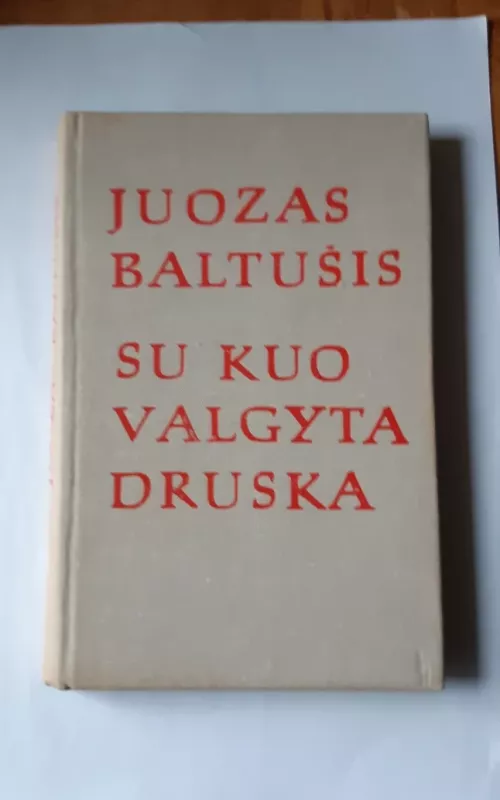 JUOZAS
BALTUŠIS
SU KUO
VALGYTA
DRUSKA